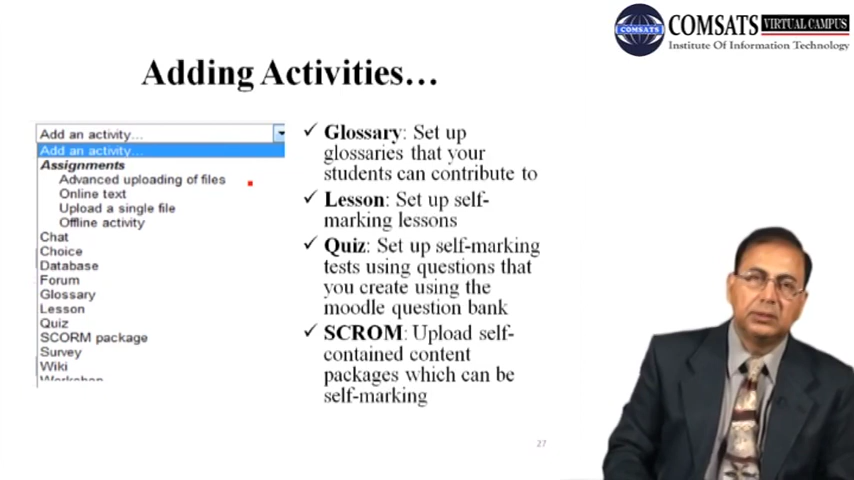 COMSATS VIRTUAL CAMPUS
COMSATS
Institute Of Information Technology
Adding Activities...
Add an activity...
Add an activity...
Assignments
Advanced uploading of files
Online text
Upload a single file
Offline activity
Chat
Choice
Database
Forum
Glossary
Lesson
Quiz
SCORM package
Survey
Wiki
Workshop
✓ Glossary: Set up
glossaries that your
students can contribute to
✓ Lesson: Set up self-
marking lessons
✓ Quiz: Set up self-marking
tests using questions that
you create using the
moodle question bank
✓ SCROM: Upload self-
contained content
packages which can be
self-marking
27